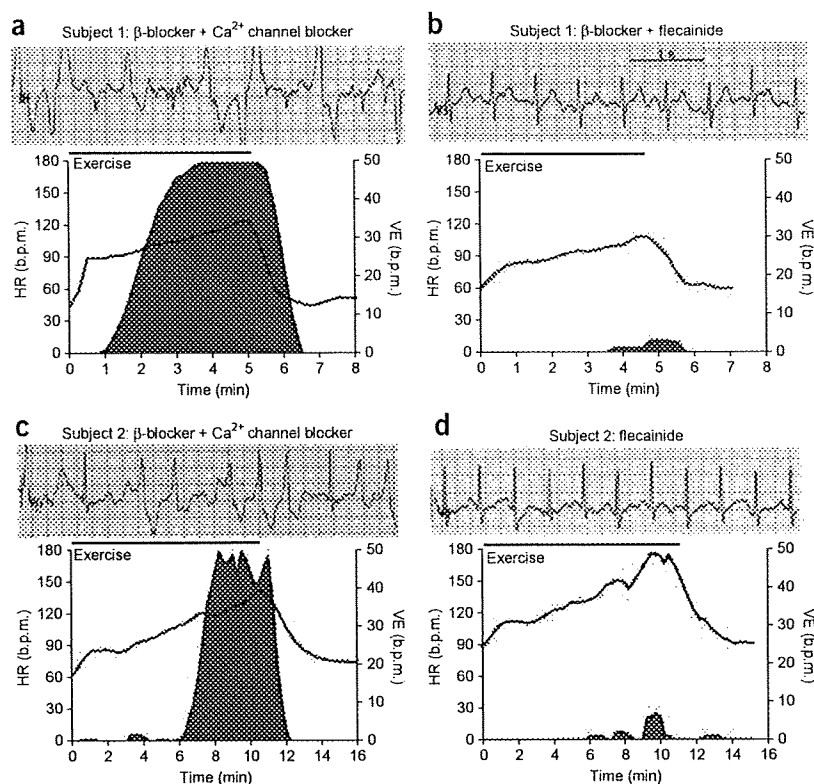 a
Subject 1: β-blocker + Ca2+ channel blocker
180
150
120
90
60
30
0
HR (b.p.m.)
Exercise
50
40
30
20
10
0
VE (b.p.m.)
0 1 2 3 4 5 6 7 8
Time (min)
b
Subject 1: β-blocker + flecainide
1 s
180
150
120
90
60
30
0
HR (b.p.m.)
Exercise
50
40
30
20
10
0
VE (b.p.m.)
0 1 2 3 4 5 6 7 8
Time (min)
c
Subject 2: β-blocker + Ca2+ channel blocker
180
150
120
90
60
30
0
HR (b.p.m.)
Exercise
50
40
30
20
10
0
VE (b.p.m.)
0 2 4 6 8 10 12 14 16
Time (min)
d
Subject 2: flecainide
180
150
120
90
60
30
0
HR (b.p.m.)
Exercise
50
40
30
20
10
0
VE (b.p.m.)
0 2 4 6 8 10 12 14 16
Time (min)